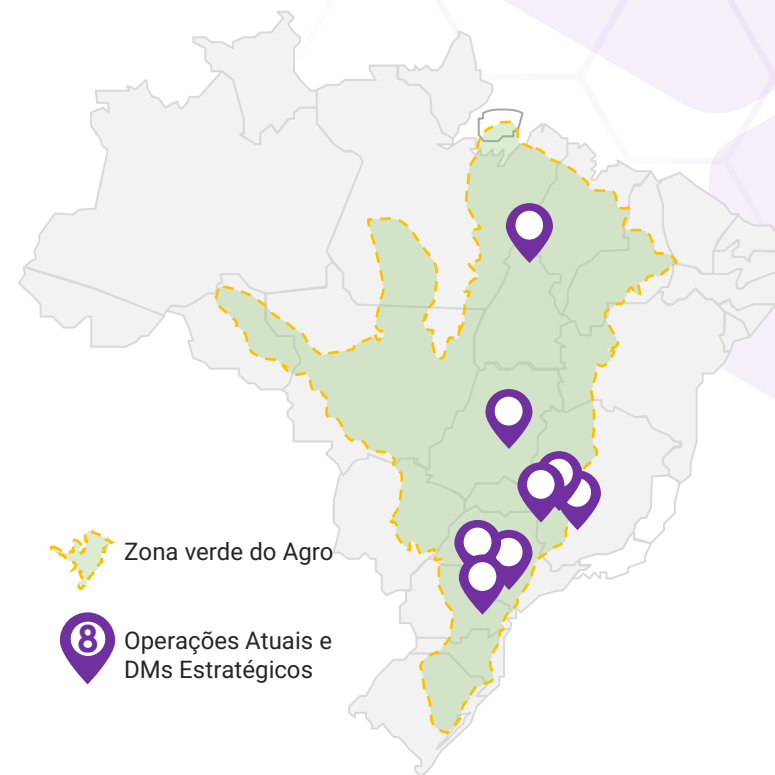 Zona verde do Agro
8
Operações Atuais e
DMs Estratégicos